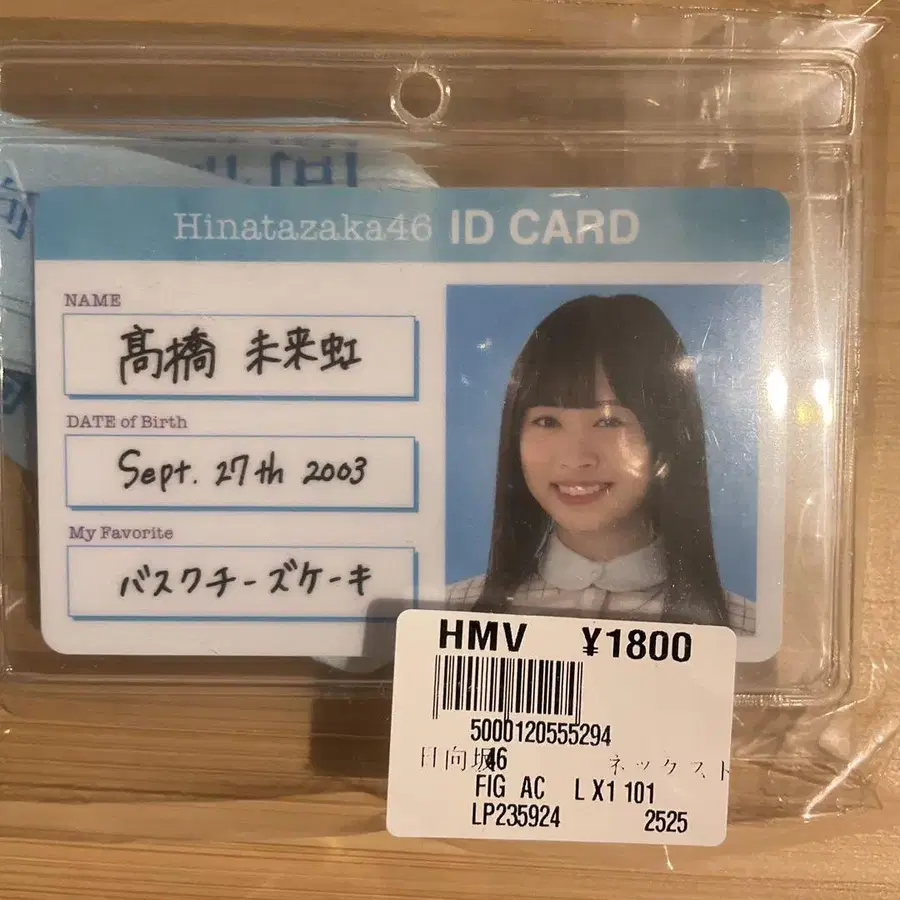 Hinatazaka46 ID CARD
NAME
髙橋 未来虹
DATE of Birth
Sept. 27th 2003
My Favorite
バスクチーズケーキ
HMV ¥1800
5000120555294
日向坂46 ネックスト
FIG AC L X1 101
LP235924 2525